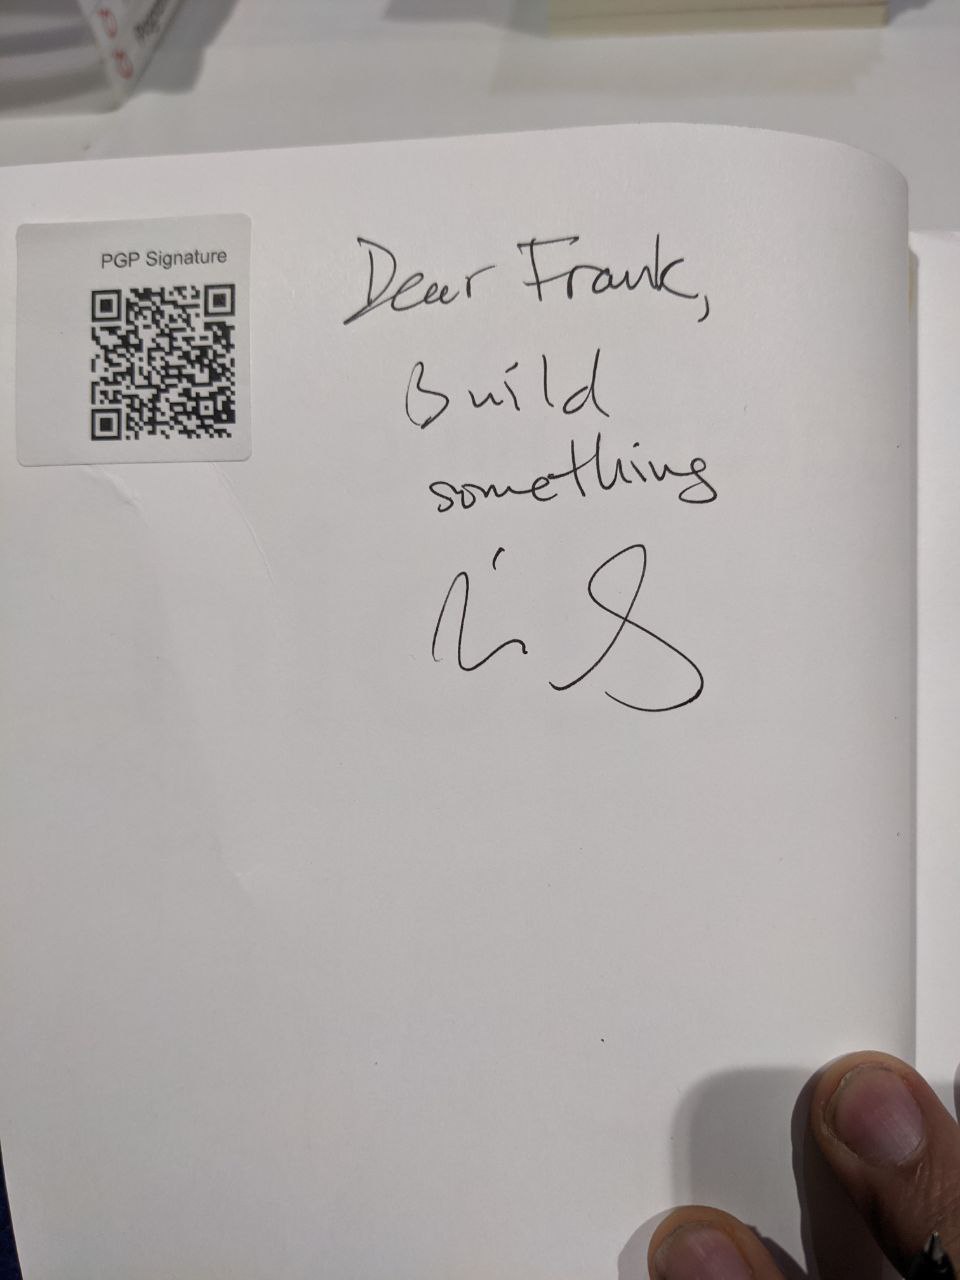 PGP Signature
Dear Frank,
Build
something